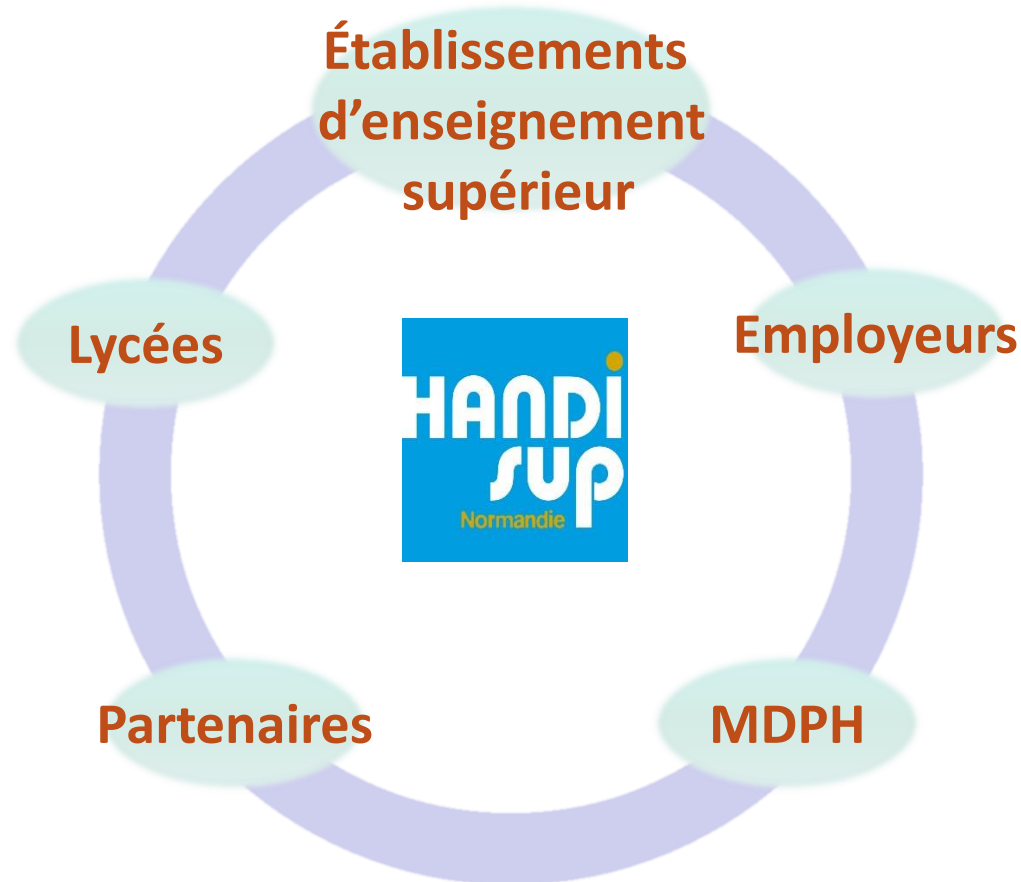 Établissements
d’enseignement
supérieur
Lycées
Employeurs
HANDi
sup
Normandie
Partenaires
MDPH